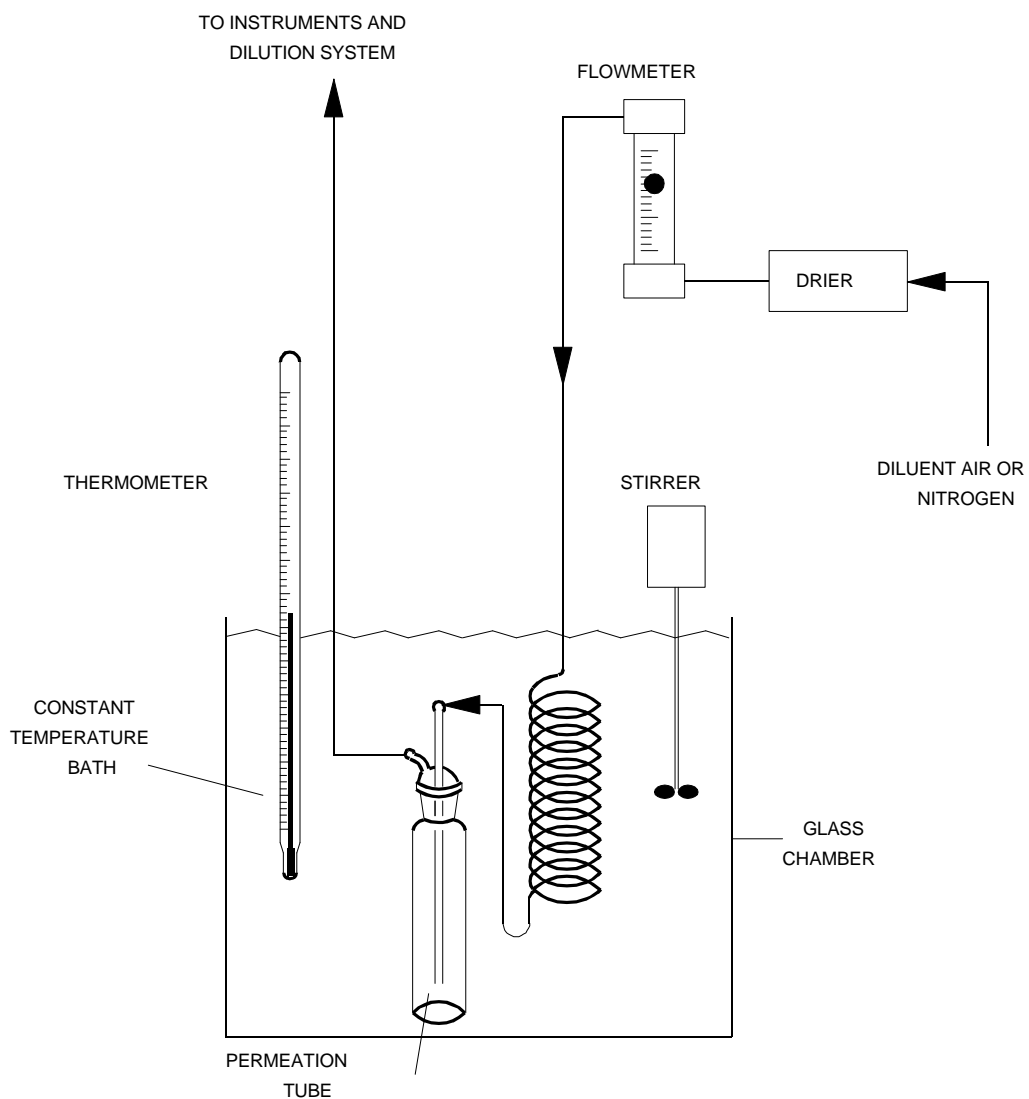 TO INSTRUMENTS AND
DILUTION SYSTEM
FLOWMETER
DRIER
DILUENT AIR OR
NITROGEN
THERMOMETER
STIRRER
CONSTANT
TEMPERATURE
BATH
GLASS
CHAMBER
PERMEATION
TUBE